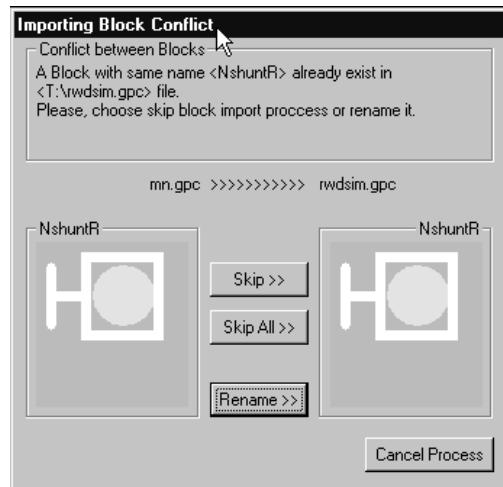 Importing Block Conflict
Conflict between Blocks
A Block with same name <NshuntR> already exist in
<T:\rwdsim.gpc> file.
Please, choose skip block import proccess or rename it.
mn.gpc >>>>>>>>>>> rwdsim.gpc
NshuntR
NshuntR
Skip >>
Skip All >>
Rename >>
Cancel Process